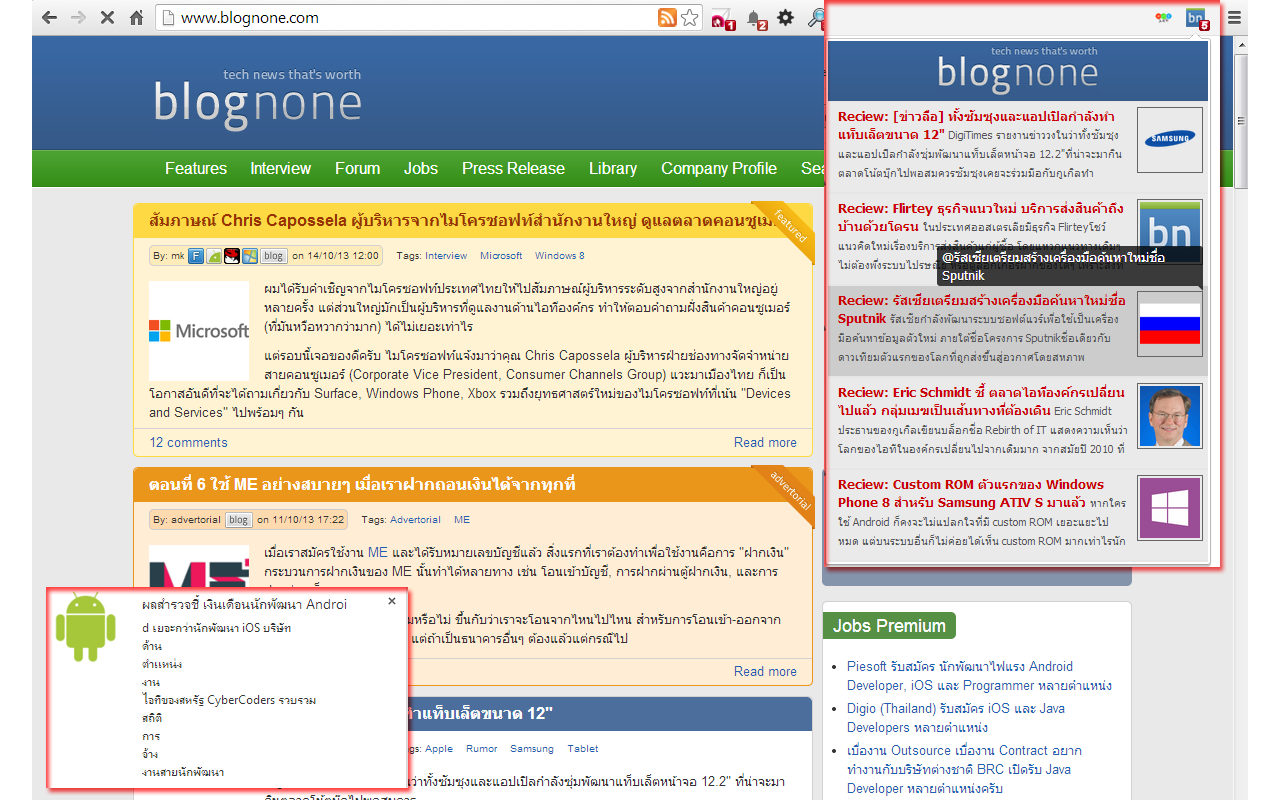 www.blognone.com
1
2
5
tech news that's worth
blognone
Features Interview Forum Jobs Press Release Library Company Profile Sea
สัมภาษณ์ Chris Capossela ผู้บริหารจากไมโครซอฟท์สำนักงานใหญ่ ดูแลตลาดคอนซูเม
featured
By: mk blog on 14/10/13 12:00 Tags: Interview Microsoft Windows 8
Microsoft
ผมได้รับคำเชิญจากไมโครซอฟท์ประเทศไทยให้ไปสัมภาษณ์ผู้บริหารระดับสูงจากสำนักงานใหญ่อยู่
หลายครั้ง แต่ส่วนใหญ่มักเป็นผู้บริหารที่ดูแลงานด้านไอทีองค์กร ทำให้ตอบคำถามฝั่งสินค้าคอนซูเมอร์
(ที่มันหวือหวากว่ามาก) ได้ไม่เยอะเท่าไร
แต่รอบนี้เจอของดีครับ ไมโครซอฟท์แจ้งมาว่าคุณ Chris Capossela ผู้บริหารฝ่ายช่องทางจัดจำหน่าย
สายคอนซูเมอร์ (Corporate Vice President, Consumer Channels Group) แวะมาเมืองไทย ก็เป็น
โอกาสอันดีที่จะได้ถามเกี่ยวกับ Surface, Windows Phone, Xbox รวมถึงยุทธศาสตร์ใหม่ของไมโครซอฟท์ที่เน้น "Devices
and Services" ไปพร้อมๆ กัน
12 comments Read more
ตอนที่ 6 ใช้ ME อย่างสบายๆ เมื่อเราฝากถอนเงินได้จากทุกที่
advertorial
By: advertorial blog on 11/10/13 17:22 Tags: Advertorial ME
ME
เมื่อเราสมัครใช้งาน ME และได้รับหมายเลขบัญชีแล้ว สิ่งแรกที่เราต้องทำเพื่อใช้งานคือการ "ฝากเงิน"
กระบวนการฝากเงินของ ME นั้นทำได้หลายทาง เช่น โอนเข้าบัญชี, การฝากผ่านตู้ฝากเงิน, และการ
มหรือไม่ ขึ้นกับว่าเราจะโอนจากไหนไปไหน สำหรับการโอนเข้า-ออกจาก
แต่ถ้าเป็นธนาคารอื่นๆ ต้องแล้วแต่กรณีไป
Read more
ทำแท็บเล็ตขนาด 12"
gs: Apple Rumor Samsung Tablet
นว่าทั้งซัมซุงและแอปเปิลกำลังซุ่มพัฒนาแท็บเล็ตหน้าจอ 12.2" ที่น่าจะมา
ผลสำรวจชี้ เงินเดือนนักพัฒนา Androi
d เยอะกว่านักพัฒนา iOS บริษัท
ด้าน
ตำแหน่ง
งาน
ไอทีของสหรัฐ CyberCoders รวบรวม
สถิติ
การ
จ้าง
งานสายนักพัฒนา
tech news that's worth
blognone
Reciew: [ข่าวลือ] ทั้งซัมซุงและแอปเปิลกำลังทำ
แท็บเล็ตขนาด 12" DigiTimes รายงานข่าววงในว่าทั้งซัมซุง
และแอปเปิลกำลังซุ่มพัฒนาแท็บเล็ตหน้าจอ 12.2"ที่น่าจะมากิน
ตลาดโน้ตบุ๊กไปพอสมควรซัมซุงเคยจะร่วมมือกับกูเกิลทำ
SAMSUNG
Reciew: Flirtey ธุรกิจแนวใหม่ บริการส่งสินค้าถึง
บ้านด้วยโดรน ในประเทศออสเตรเลียมีธุรกิจ Flirteyโชว์
แนวคิดใหม่เรื่องบริการส่งสินค้าแก่ผู้ซื้อ
ไม่ต้องพึ่งระบบไปรษณีย์
bn
@รัสเซียเตรียมสร้างเครื่องมือค้นหาใหม่ชื่อ
Sputnik
Reciew: รัสเซียเตรียมสร้างเครื่องมือค้นหาใหม่ชื่อ
Sputnik รัสเซียกำลังพัฒนาระบบซอฟต์แวร์เพื่อใช้เป็นเครื่อง
มือค้นหาข้อมูลตัวใหม่ ภายใต้ชื่อโครงการ Sputnikชื่อเดียวกับ
ดาวเทียมตัวแรกของโลกที่ถูกส่งขึ้นสู่อวกาศโดยสหภาพ
Reciew: Eric Schmidt ชี้ ตลาดไอทีองค์กรเปลี่ยน
ไปแล้ว กลุ่มเมฆเป็นเส้นทางที่ต้องเดิน Eric Schmidt
ประธานของกูเกิลเขียนบล็อกชื่อ Rebirth of IT แสดงความเห็นว่า
โลกของไอทีในองค์กรเปลี่ยนไปจากเดิมมาก จากสมัยปี 2010 ที่
Reciew: Custom ROM ตัวแรกของ Windows
Phone 8 สำหรับ Samsung ATIV S มาแล้ว หากใคร
ใช้ Android ก็คงจะไม่แปลกใจที่มี custom ROM เยอะแยะไป
หมด แต่บนระบบอื่นก็ไม่ค่อยได้เห็น custom ROM มากเท่าไรนัก
Jobs Premium
Piesoft รับสมัคร นักพัฒนาไฟแรง Android
Developer, iOS และ Programmer หลายตำแหน่ง
Digio (Thailand) รับสมัคร iOS และ Java
Developers หลายตำแหน่ง
เบื่องาน Outsource เบื่องาน Contract อยาก
ทำงานกับบริษัทต่างชาติ BRC เปิดรับ Java
Developer หลายตำแหน่งครับ